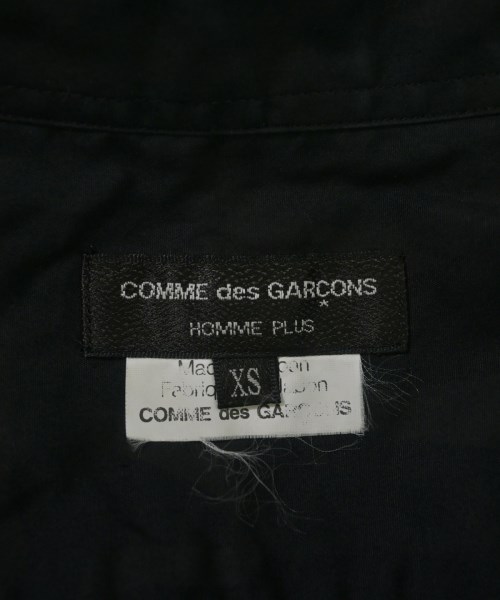 COMME des GARÇONS
*
HOMME PLUS
XS
COMME des GARÇONS